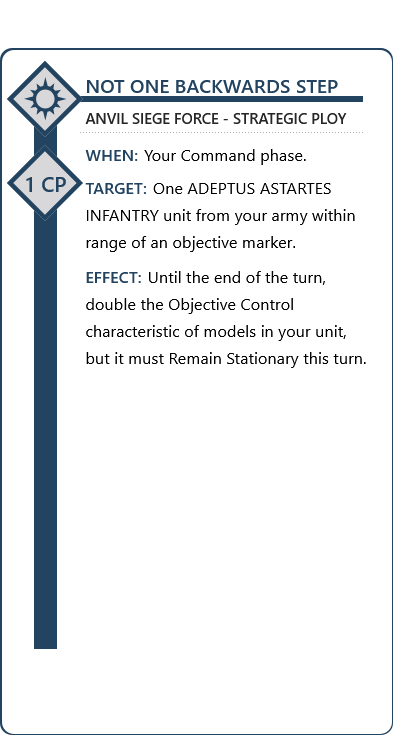 NOT ONE BACKWARDS STEP
ANVIL SIEGE FORCE - STRATEGIC PLOY
1 CP
WHEN: Your Command phase.
TARGET: One ADEPTUS ASTARTES
INFANTRY unit from your army within
range of an objective marker.
EFFECT: Until the end of the turn,
double the Objective Control
characteristic of models in your unit,
but it must Remain Stationary this turn.